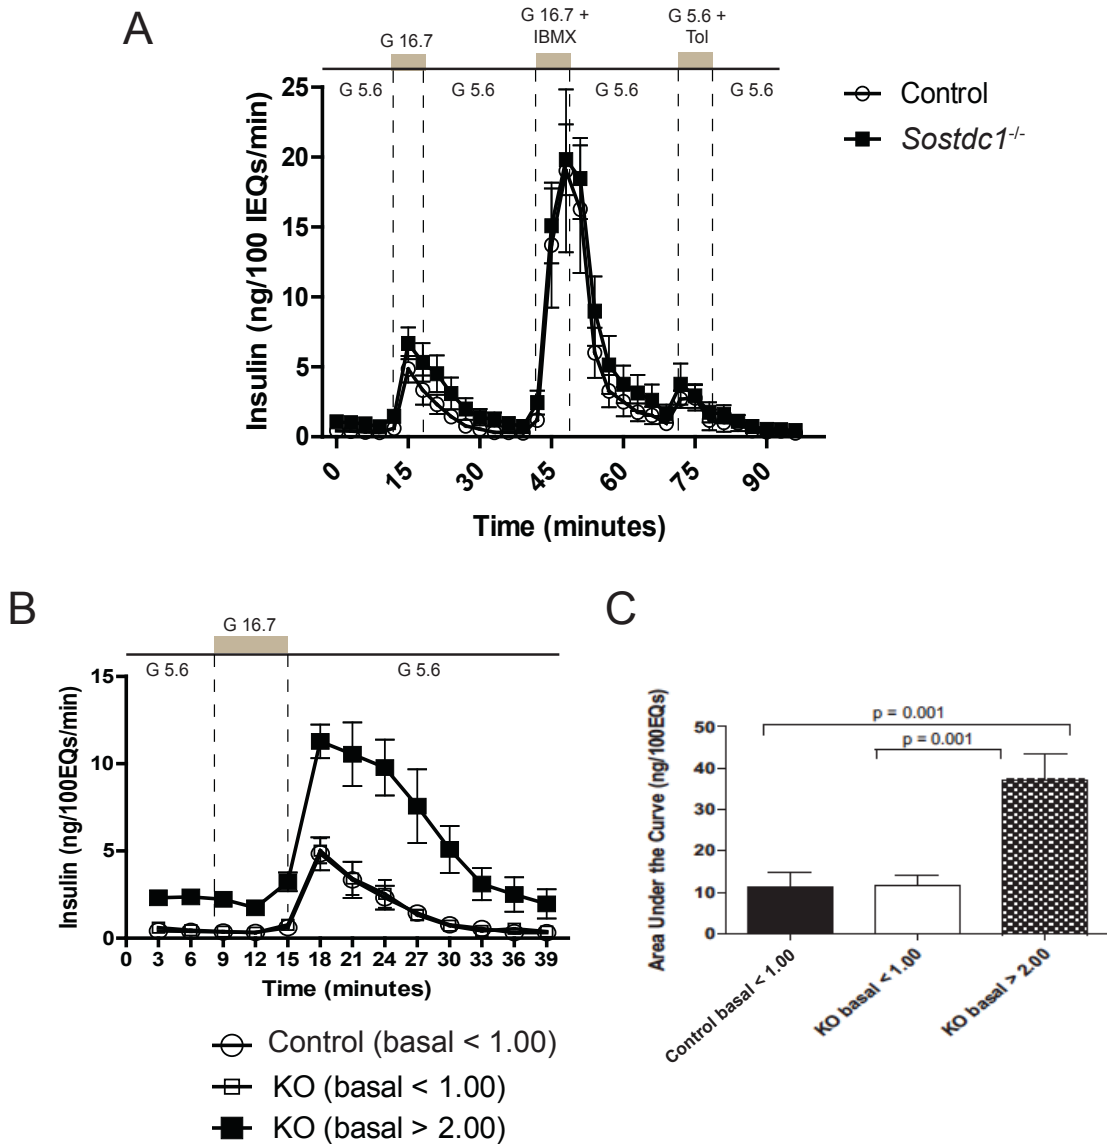 A
G 16.7
G 16.7 +
IBMX
G 5.6 +
Tol
G 5.6
G 5.6
G 5.6
G 5.6
25
20
15
10
5
0
Insulin (ng/100 IEQs/min)
0
15
30
45
60
75
90
Time (minutes)
Control
Sostdc1-/-
B
G 16.7
G 5.6
G 5.6
15
10
5
0
Insulin (ng/100EQs/min)
0 3 6 9 12 15 18 21 24 27 30 33 36 39
Time (minutes)
Control (basal < 1.00)
KO (basal < 1.00)
KO (basal > 2.00)
C
p = 0.001
p = 0.001
50
40
30
20
10
0
Area Under the Curve (ng/100EQs)
Control basal < 1.00
KO basal < 1.00
KO basal > 2.00